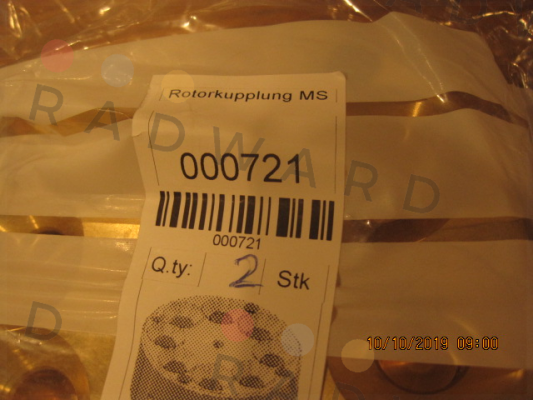 Rotorkupplung MS
RADWARD
000721
000721
Q.ty: 2 Stk
D
R
10/10/2019 09:00